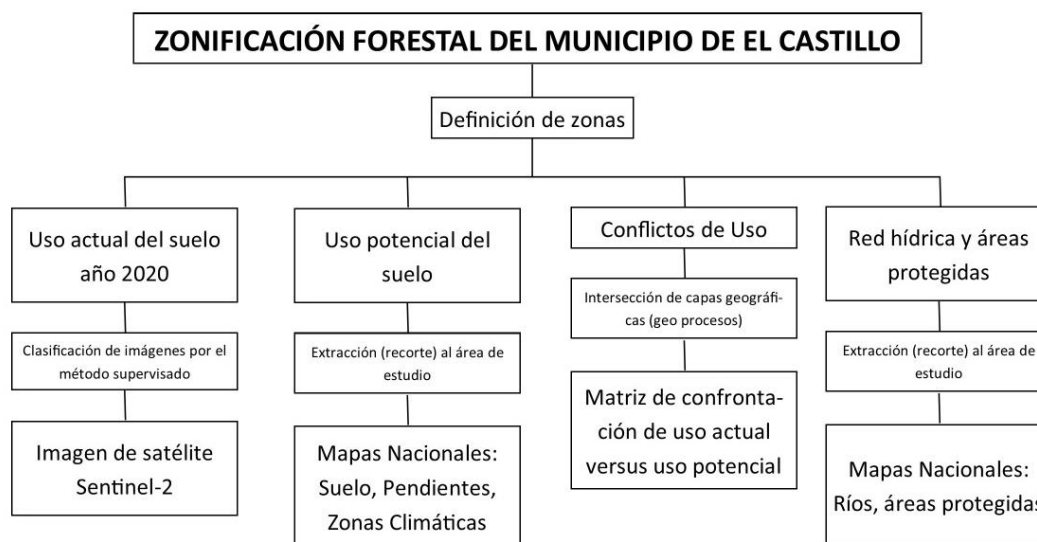 ZONIFICACIÓN FORESTAL DEL MUNICIPIO DE EL CASTILLO
Definición de zonas
Uso actual del suelo
año 2020
Clasificación de imágenes por el
método supervisado
Imagen de satélite
Sentinel-2
Uso potencial del
suelo
Extracción (recorte) al área de
estudio
Mapas Nacionales:
Suelo, Pendientes,
Zonas Climáticas
Conflictos de Uso
Intersección de capas geográfi-
cas (geo procesos)
Matriz de confronta-
ción de uso actual
versus uso potencial
Red hídrica y áreas
protegidas
Extracción (recorte) al área de
estudio
Mapas Nacionales:
Ríos, áreas protegidas